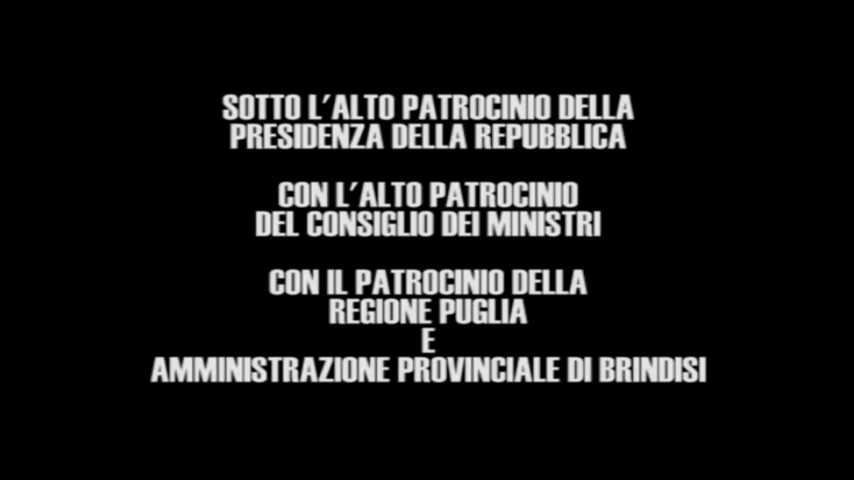 SOTTO L'ALTO PATROCINIO DELLA
PRESIDENZA DELLA REPUBBLICA
CON L'ALTO PATROCINIO
DEL CONSIGLIO DEI MINISTRI
CON IL PATROCINIO DELLA
REGIONE PUGLIA
E
AMMINISTRAZIONE PROVINCIALE DI BRINDISI